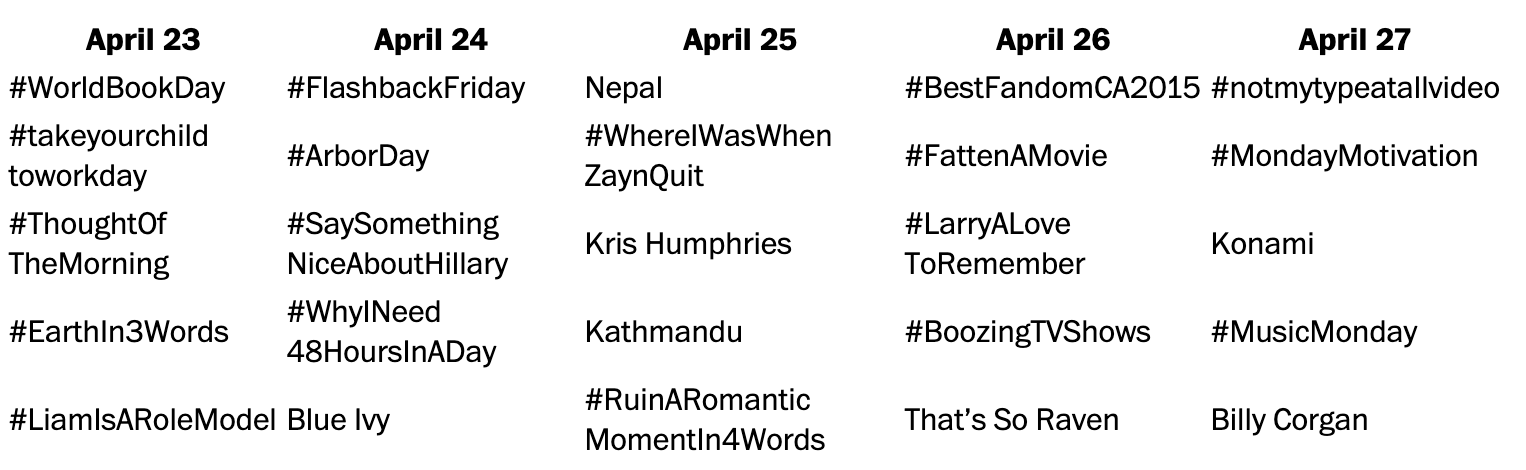 April 23 April 24 April 25 April 26 April 27
#WorldBookDay #FlashbackFriday Nepal #BestFandomCA2015 #notmytypeatallvideo
#takeyourchild
toworkday
#ArborDay
#WhereIWasWhen
ZaynQuit
#FattenAMovie
#MondayMotivation
#ThoughtOf
TheMorning
#SaySomething
NiceAboutHillary
Kris Humphries
#LarryALove
ToRemember
Konami
#EarthIn3Words
#WhyINeed
48HoursInADay
Kathmandu
#BoozingTVShows
#MusicMonday
#LiamIsARoleModel
Blue Ivy
#RuinARomantic
MomentIn4Words
That's So Raven
Billy Corgan